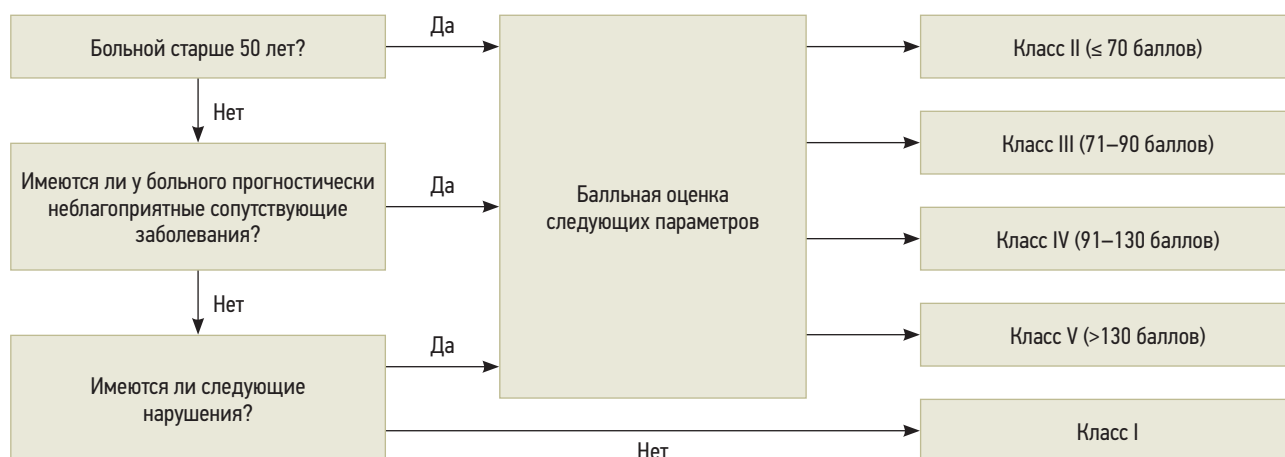 Больной старше 50 лет?
Да
Нет
Имеются ли у больного прогностически
неблагоприятные сопутствующие
заболевания?
Да
Нет
Имеются ли следующие
нарушения?
Да
Нет
Балльная оценка
следующих параметров
Класс II (≤ 70 баллов)
Класс III (71–90 баллов)
Класс IV (91–130 баллов)
Класс V (>130 баллов)
Класс I